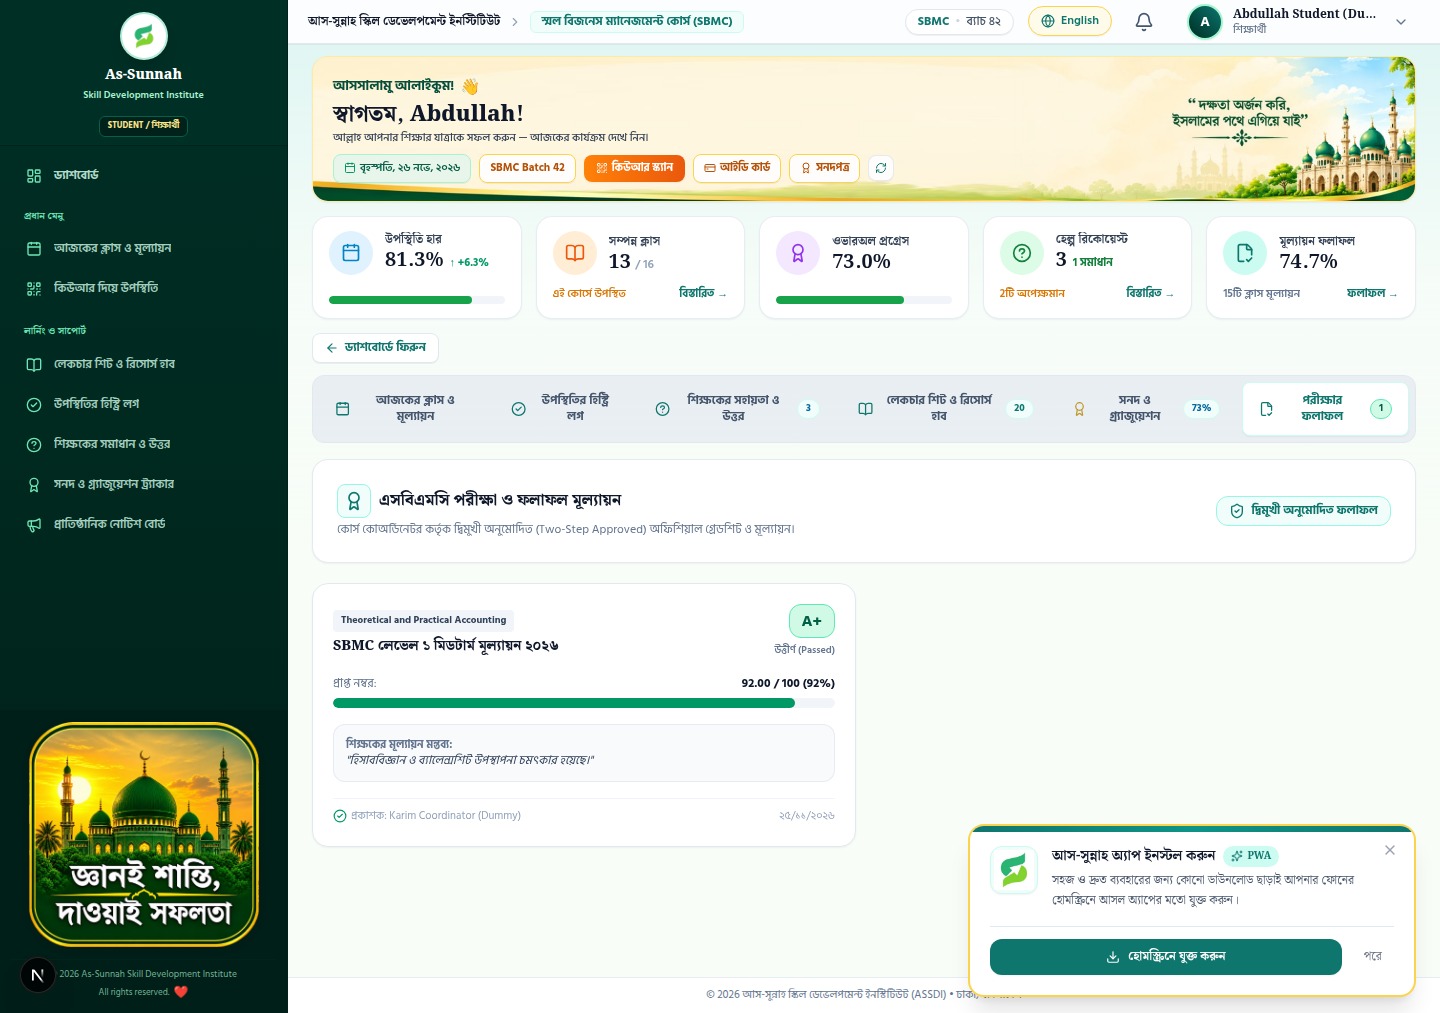 As-Sunnah
Skill Development Institute
STUDENT / শিক্ষার্থী
ড্যাশবোর্ড
প্রধান মেনু
আজকের ক্লাস ও মূল্যায়ন
কিউআর দিয়ে উপস্থিতি
লার্নিং ও সাপোর্ট
লেকচার শিট ও রিসোর্স হাব
উপস্থিতির হিস্ট্রি লগ
শিক্ষকের সমাধান ও উত্তর
সনদ ও গ্র্যাজুয়েশন ট্র্যাকার
প্রাতিষ্ঠানিক নোটিশ বোর্ড
জ্ঞানই শান্তি,
দাওয়াই সফলতা
2026 As-Sunnah Skill Development Institute
All rights reserved. ❤️
আস-সুন্নাহ স্কিল ডেভেলপমেন্ট ইনস্টিটিউট > স্মল বিজনেস ম্যানেজমেন্ট কোর্স (SBMC)
SBMC • ব্যাচ ৪২
English
A
Abdullah Student (Du...
শিক্ষার্থী
আসসালামু আলাইকুম! 👋
স্বাগতম, Abdullah!
আল্লাহ আপনার শিক্ষার যাত্রাকে সফল করুন — আজকের কার্যক্রম দেখে নিন।
বৃহস্পতি, ২৬ নভে, ২০২৬
SBMC Batch 42
কিউআর স্ক্যান
আইডি কার্ড
সনদপত্র
“ দক্ষতা অর্জন করি,
ইসলামের পথে এগিয়ে যাই”
উপস্থিতি হার
81.3% ↑ +6.3%
সম্পন্ন ক্লাস
13 / 16
এই কোর্সে উপস্থিত
বিস্তারিত →
ওভারঅল প্রগ্রেস
73.0%
হেল্প রিকোয়েস্ট
3 1 সমাধান
2টি অপেক্ষমান
বিস্তারিত →
মূল্যায়ন ফলাফল
74.7%
15টি ক্লাস মূল্যায়ন
ফলাফল →
← ড্যাশবোর্ডে ফিরুন
আজকের ক্লাস ও
মূল্যায়ন
উপস্থিতির হিস্ট্রি
লগ
শিক্ষকের সহায়তা ও
উত্তর
3
লেকচার শিট ও রিসোর্স
হাব
20
সনদ ও
গ্র্যাজুয়েশন
73%
পরীক্ষার
ফলাফল
1
এসবিএমসি পরীক্ষা ও ফলাফল মূল্যায়ন
কোর্স কোঅর্ডিনেটর কর্তৃক দ্বিমুখী অনুমোদিত (Two-Step Approved) অফিশিয়াল গ্রেডশিট ও মূল্যায়ন।
দ্বিমুখী অনুমোদিত ফলাফল
Theoretical and Practical Accounting
SBMC লেভেল ১ মিডটার্ম মূল্যায়ন ২০২৬
A+
উত্তীর্ণ (Passed)
প্রাপ্ত নম্বর:
92.00 / 100 (92%)
শিক্ষকের মূল্যায়ন মন্তব্য:
"হিসাববিজ্ঞান ও ব্যালেন্সশিট উপস্থাপনা চমৎকার হয়েছে।"
প্রকাশক: Karim Coordinator (Dummy)
২৫/১১/২০২৬
আস-সুন্নাহ অ্যাপ ইনস্টল করুন
PWA
সহজ ও দ্রুত ব্যবহারের জন্য কোনো ডাউনলোড ছাড়াই আপনার ফোনের
হোমস্ক্রিনে আসল অ্যাপের মতো যুক্ত করুন।
হোমস্ক্রিনে যুক্ত করুন
পরে
© 2026 আস-সুন্নাহ স্কিল ডেভেলপমেন্ট ইনস্টিটিউট (ASSDI) •